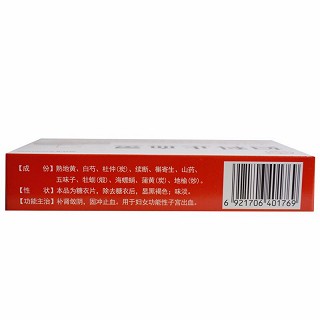 【成　份】熟地黄、白芍、杜仲(炭)、续断、槲寄生、山药、
五味子、牡蛎(煅)、海螵蛸、蒲黄(炭)、地榆(炒)。
【性　状】本品为糖衣片，除去糖衣后，显黑褐色；味淡。
【功能主治】补肾敛阴，固冲止血。用于妇女功能性子宫出血。
6 921706 401769